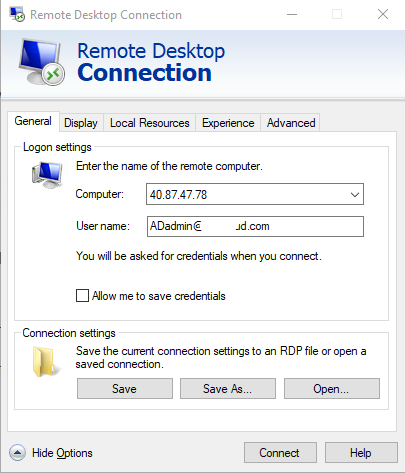 Remote Desktop Connection
Remote Desktop
Connection
General Display Local Resources Experience Advanced
Logon settings
Enter the name of the remote computer.
Computer: 40.87.47.78
User name: ADadmin@ ud.com
You will be asked for credentials when you connect.
Allow me to save credentials
Connection settings
Save the current connection settings to an RDP file or open a
saved connection.
Save Save As... Open...
Hide Options Connect Help